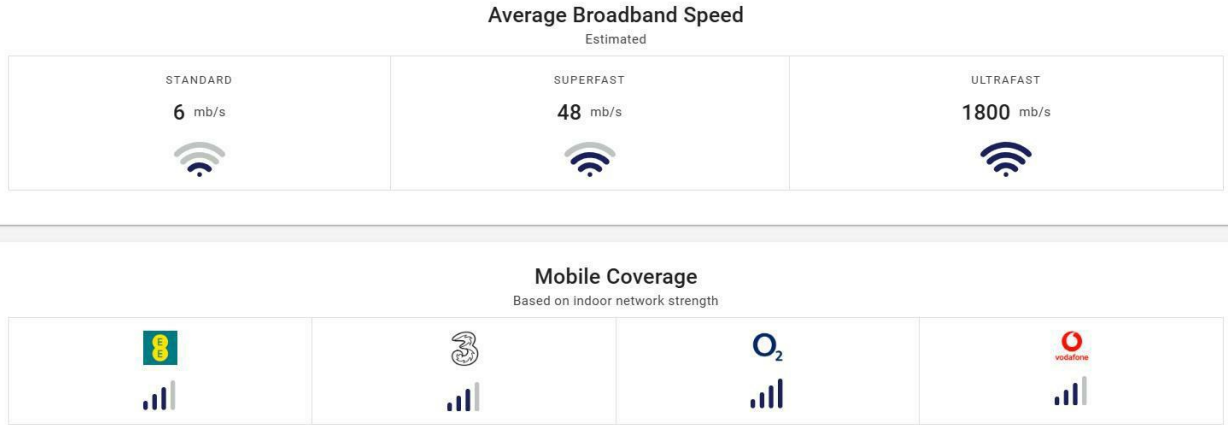 Average Broadband Speed
Estimated
STANDARD
6 mb/s
SUPERFAST
48 mb/s
ULTRAFAST
1800 mb/s
Mobile Coverage
Based on indoor network strength
E
E
3
O2
vodafone